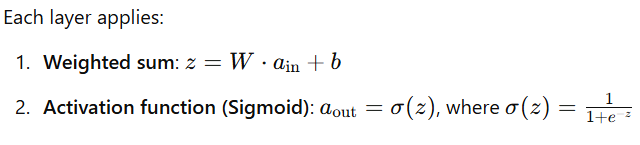 Each layer applies:
1. Weighted sum: z = W · a_in + b
2. Activation function (Sigmoid): a_out = σ(z), where σ(z) = 1/(1+e^{-z})